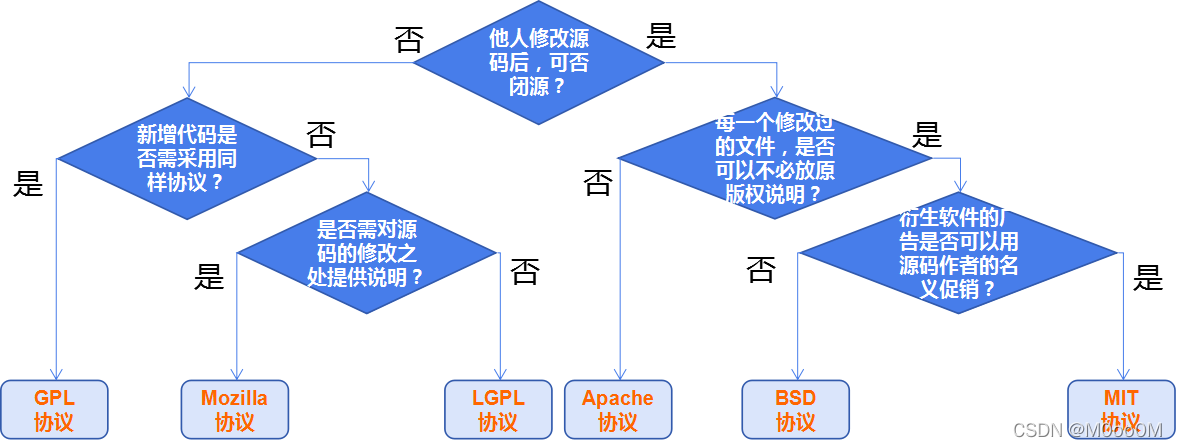 否
他人修改源
码后，可否
闭源？
是
新增代码是
否需采用同
样协议？
否
是
每一个修改过
的文件，是否
可以不必放原
版权说明？
是
否
是否需对源
码的修改之
处提供说明？
是
否
衍生软件的广
告是否可以用
源码作者的名
义促销？
否
是
GPL
协议
Mozilla
协议
LGPL
协议
Apache
协议
BSD
协议
MIT
协议
CSDN @M0oo0M